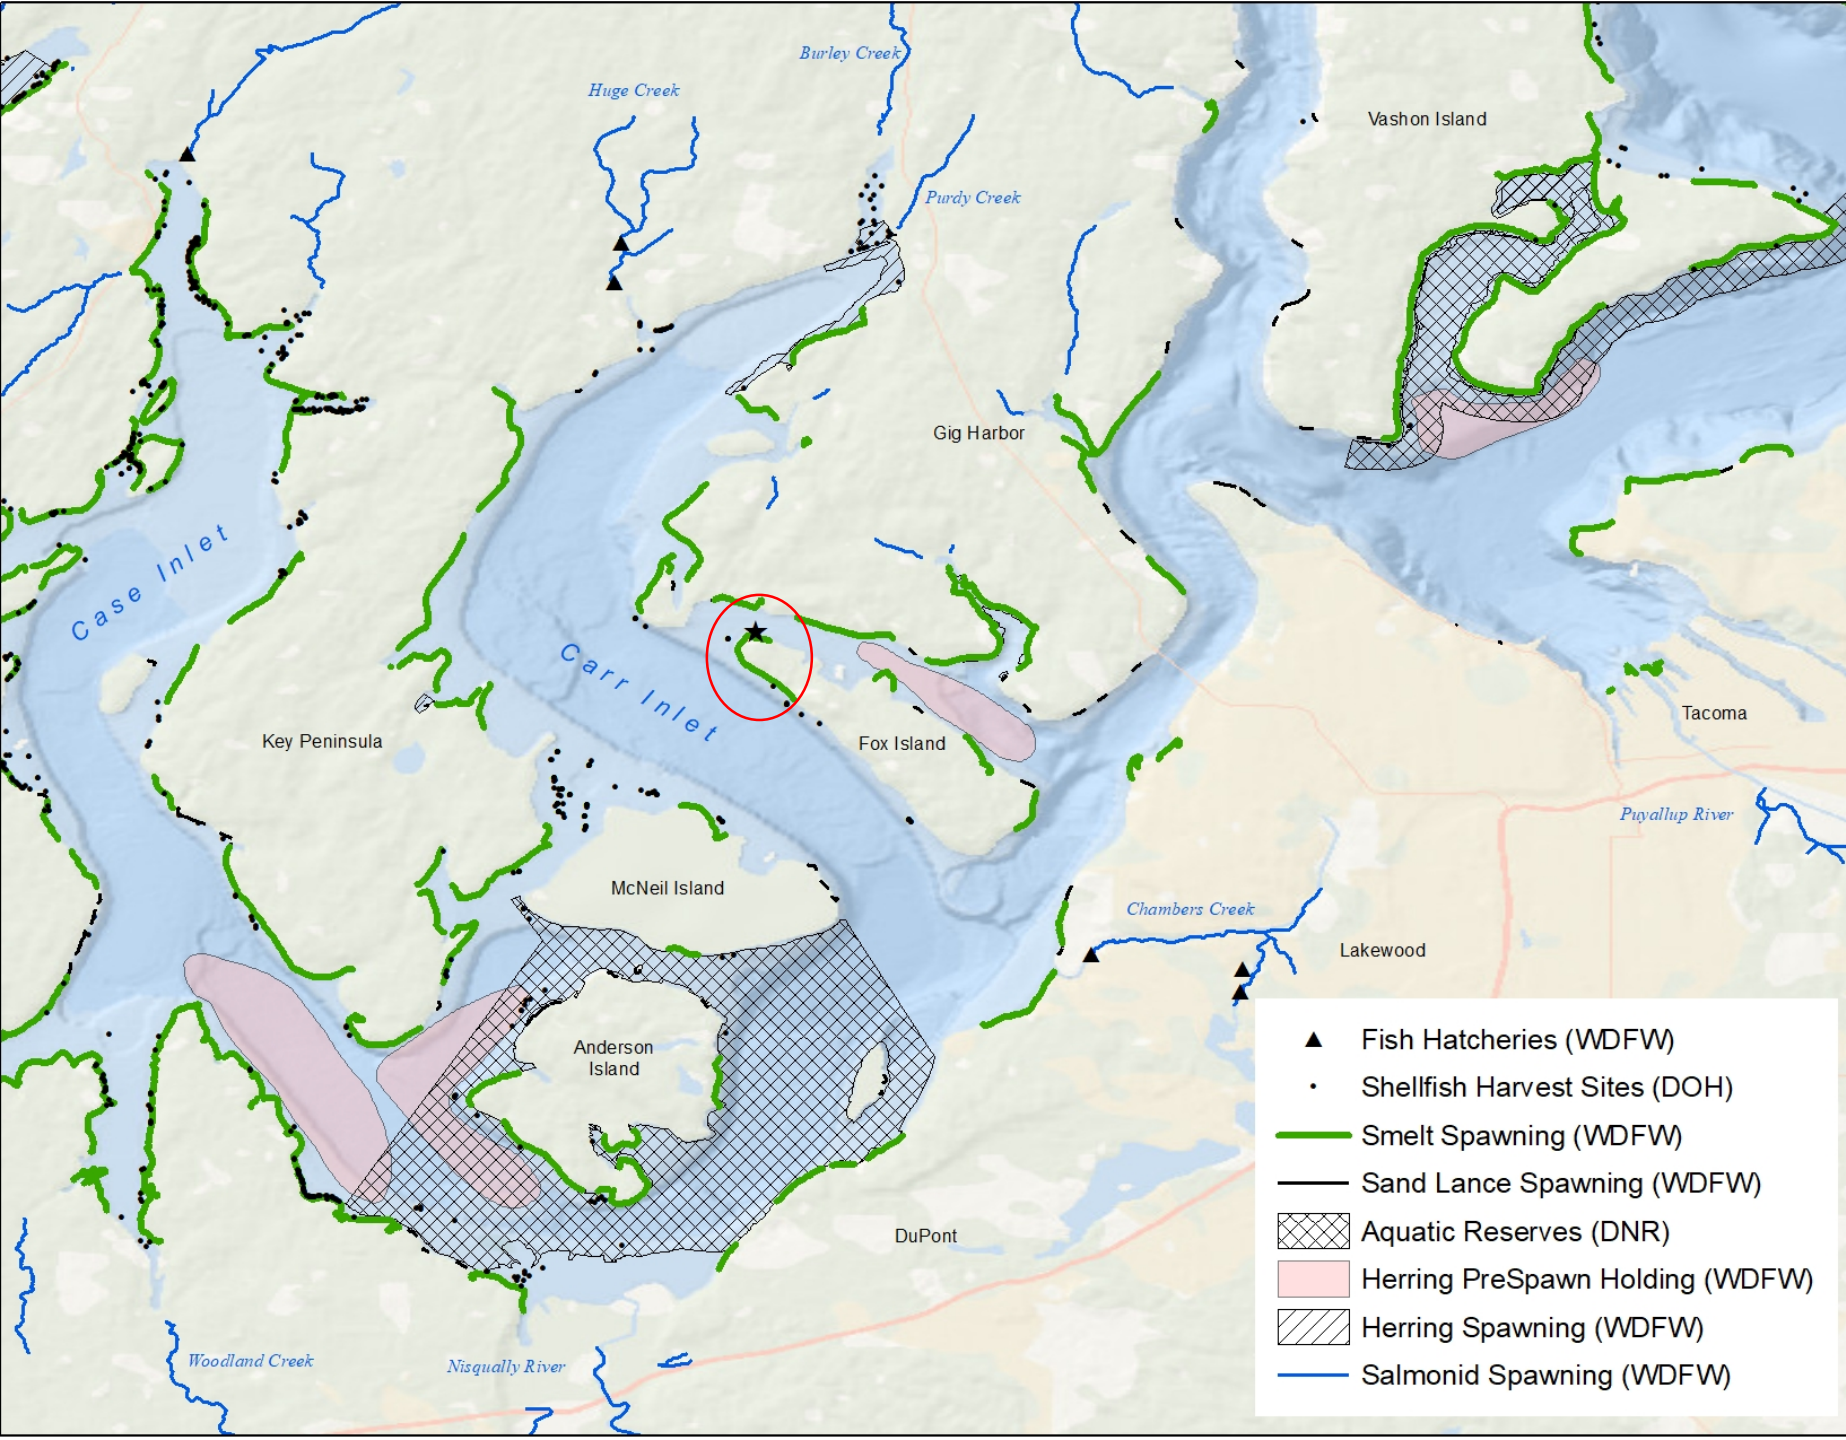 Burley Creek
Huge Creek
Vashon Island
Purdy Creek
Gig Harbor
Case Inlet
Carr Inlet
Tacoma
Key Peninsula
Fox Island
Puyallup River
McNeil Island
Chambers Creek
Lakewood
Anderson
Island
DuPont
Woodland Creek
Nisqually River
Fish Hatcheries (WDFW)
Shellfish Harvest Sites (DOH)
Smelt Spawning (WDFW)
Sand Lance Spawning (WDFW)
Aquatic Reserves (DNR)
Herring PreSpawn Holding (WDFW)
Herring Spawning (WDFW)
Salmonid Spawning (WDFW)